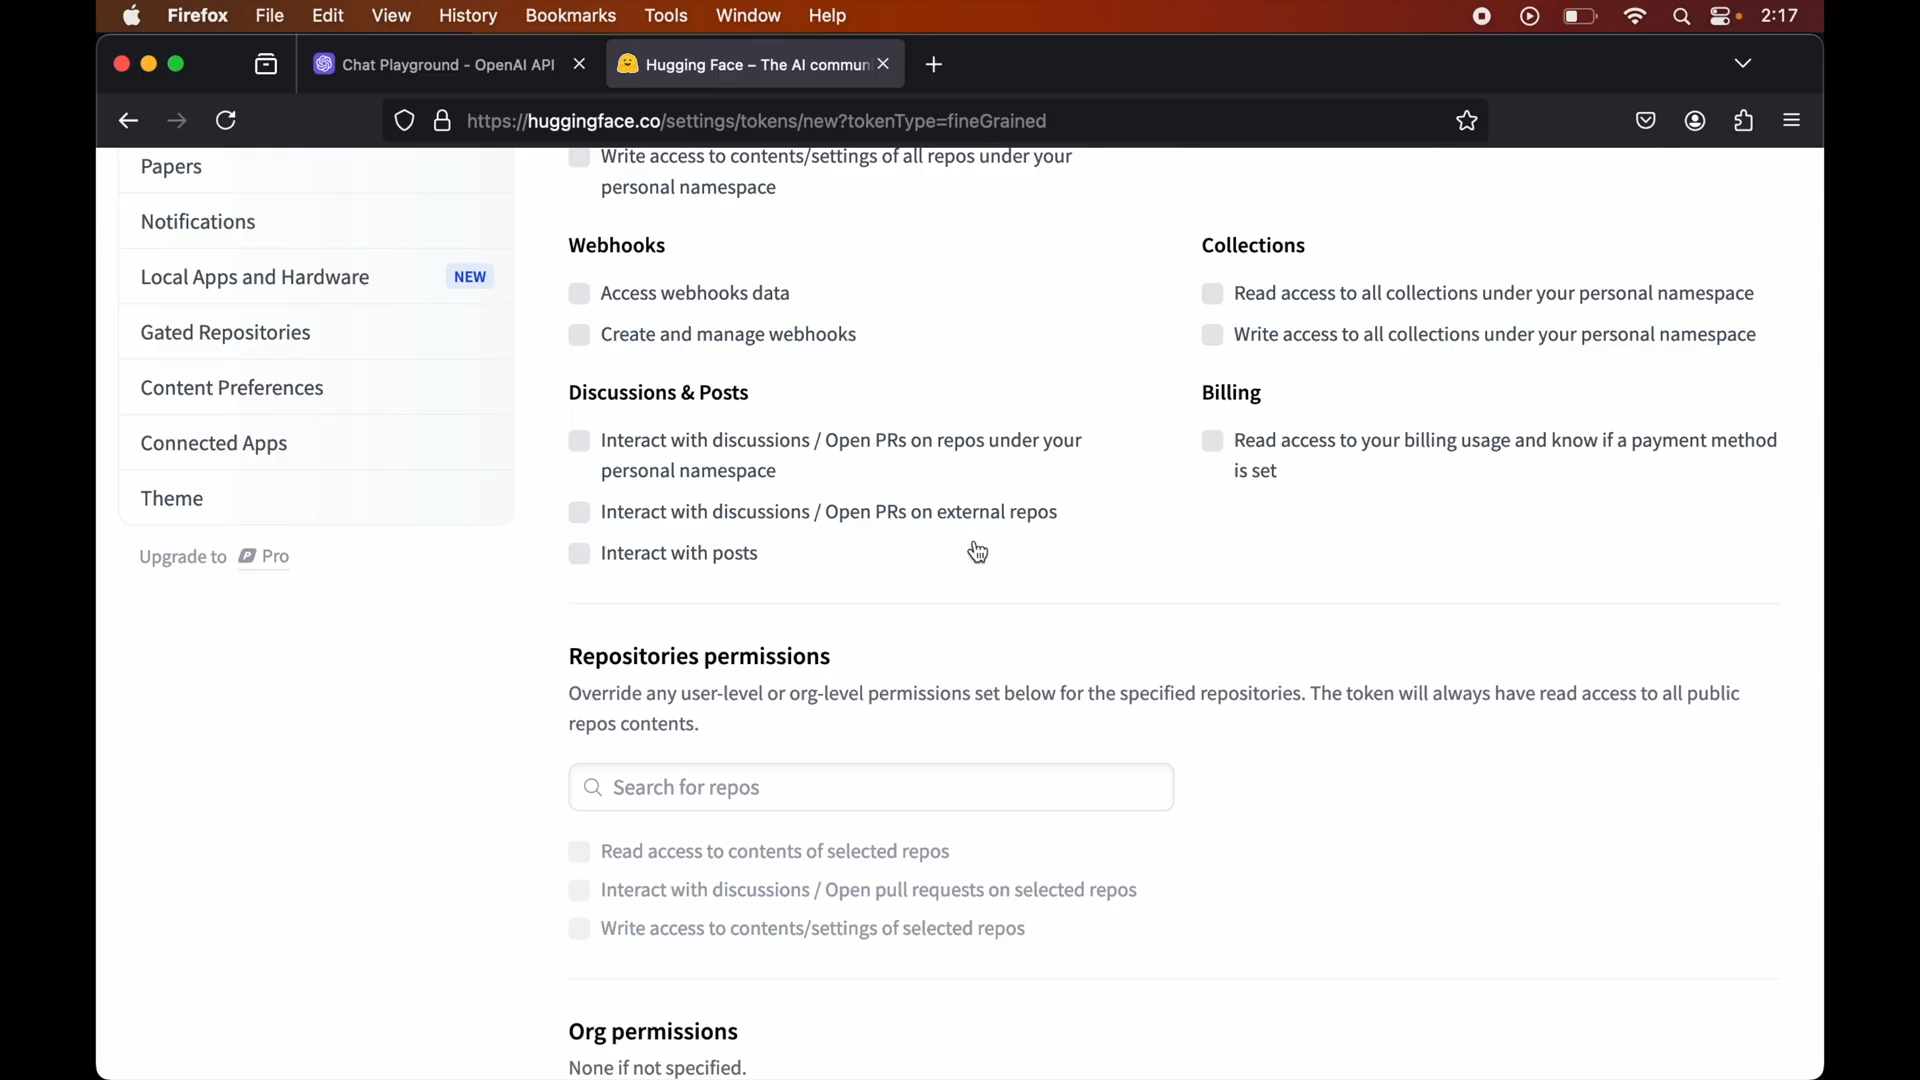 Firefox File Edit View History Bookmarks Tools Window Help 2:17
Chat Playground - OpenAI API Hugging Face – The AI commun
https://huggingface.co/settings/tokens/new?tokenType=fineGrained
Papers
Notifications
Local Apps and Hardware NEW
Gated Repositories
Content Preferences
Connected Apps
Theme
Upgrade to Pro
Write access to contents/settings of all repos under your
personal namespace
Webhooks
Access webhooks data
Create and manage webhooks
Collections
Read access to all collections under your personal namespace
Write access to all collections under your personal namespace
Discussions & Posts
Interact with discussions / Open PRs on repos under your
personal namespace
Interact with discussions / Open PRs on external repos
Interact with posts
Billing
Read access to your billing usage and know if a payment method
is set
Repositories permissions
Override any user-level or org-level permissions set below for the specified repositories. The token will always have read access to all public
repos contents.
Search for repos
Read access to contents of selected repos
Interact with discussions / Open pull requests on selected repos
Write access to contents/settings of selected repos
Org permissions
None if not specified.